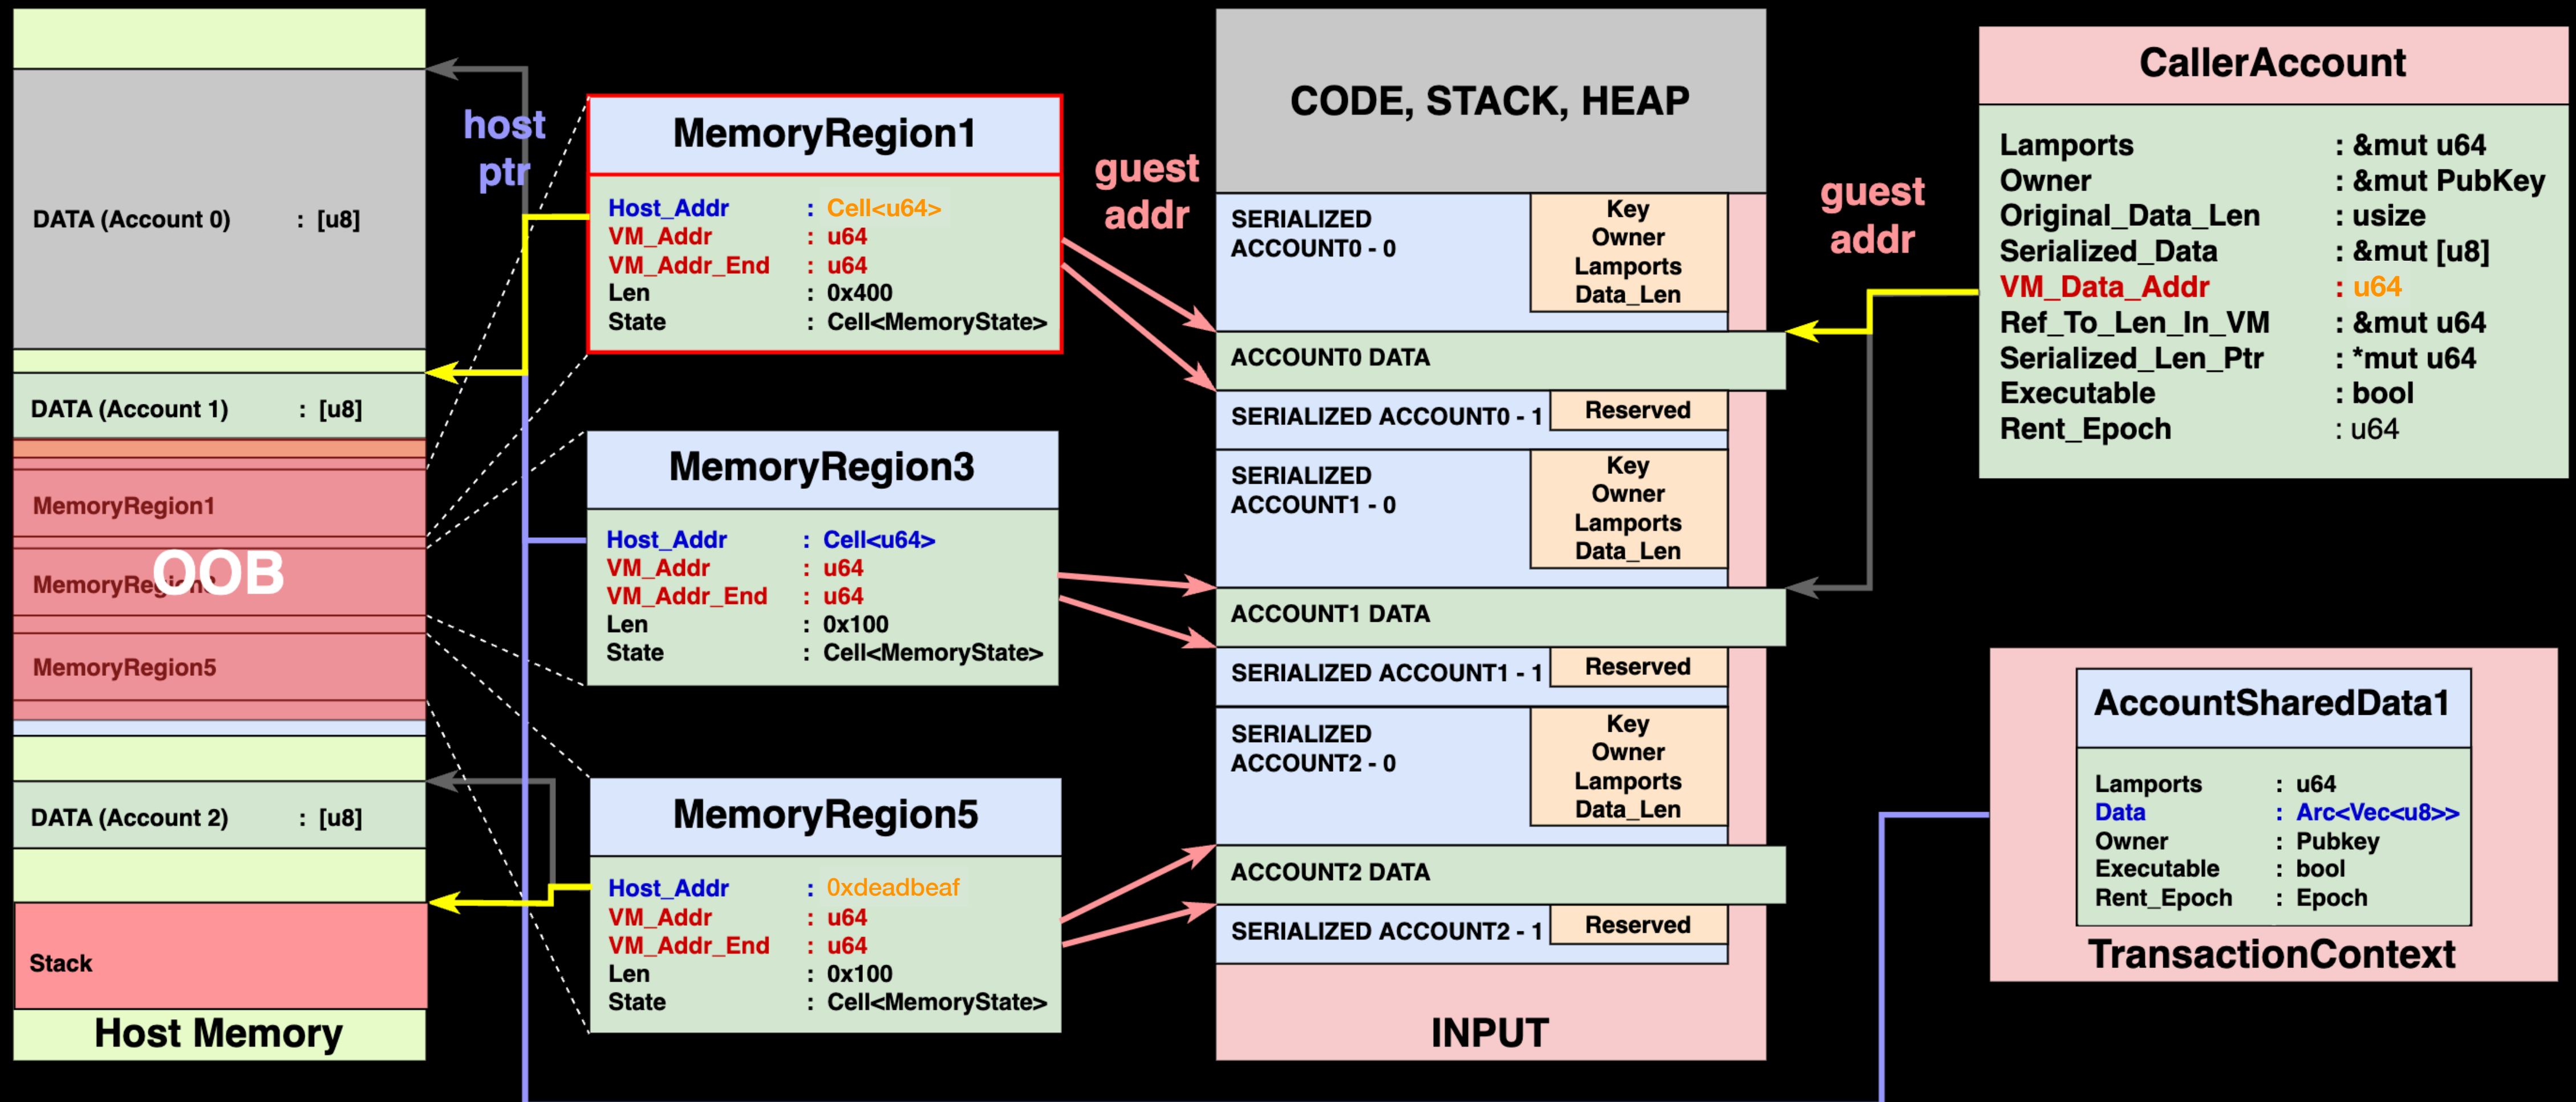 DATA (Account 0) : [u8]
DATA (Account 1) : [u8]
MemoryRegion1
OOB
MemoryRegion5
DATA (Account 2) : [u8]
Stack
Host Memory
host
ptr
MemoryRegion1
Host_Addr : Cell<u64>
VM_Addr : u64
VM_Addr_End : u64
Len : 0x400
State : Cell<MemoryState>
MemoryRegion3
Host_Addr : Cell<u64>
VM_Addr : u64
VM_Addr_End : u64
Len : 0x100
State : Cell<MemoryState>
MemoryRegion5
Host_Addr : 0xdeadbeaf
VM_Addr : u64
VM_Addr_End : u64
Len : 0x100
State : Cell<MemoryState>
guest
addr
CODE, STACK, HEAP
SERIALIZED
ACCOUNT0 - 0
Key
Owner
Lamports
Data_Len
ACCOUNT0 DATA
SERIALIZED ACCOUNT0 - 1
Reserved
SERIALIZED
ACCOUNT1 - 0
Key
Owner
Lamports
Data_Len
ACCOUNT1 DATA
SERIALIZED ACCOUNT1 - 1
Reserved
SERIALIZED
ACCOUNT2 - 0
Key
Owner
Lamports
Data_Len
ACCOUNT2 DATA
SERIALIZED ACCOUNT2 - 1
Reserved
INPUT
guest
addr
CallerAccount
Lamports : &mut u64
Owner : &mut PubKey
Original_Data_Len : usize
Serialized_Data : &mut [u8]
VM_Data_Addr : u64
Ref_To_Len_In_VM : &mut u64
Serialized_Len_Ptr : *mut u64
Executable : bool
Rent_Epoch : u64
AccountSharedData1
Lamports : u64
Data : Arc<Vec<u8>>
Owner : Pubkey
Executable : bool
Rent_Epoch : Epoch
TransactionContext